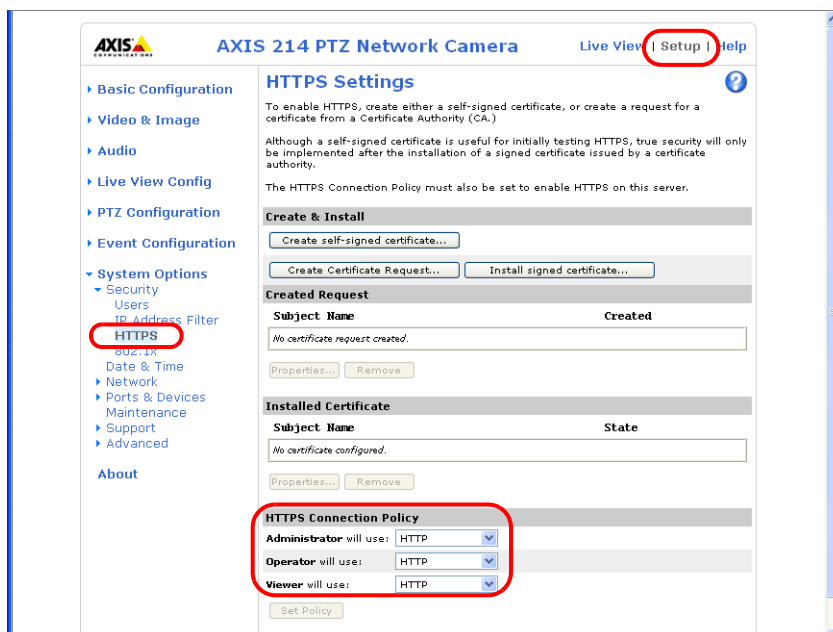 AXIS
COMMUNICATIONS
AXIS 214 PTZ Network Camera
Live View | Setup | Help
Basic Configuration
Video & Image
Audio
Live View Config
PTZ Configuration
Event Configuration
System Options
Security
Users
IP Address Filter
HTTPS
802.1x
Date & Time
Network
Ports & Devices
Maintenance
Support
Advanced
About
HTTPS Settings
?
To enable HTTPS, create either a self-signed certificate, or create a request for a
certificate from a Certificate Authority (CA.)
Although a self-signed certificate is useful for initially testing HTTPS, true security will only
be implemented after the installation of a signed certificate issued by a certificate
authority.
The HTTPS Connection Policy must also be set to enable HTTPS on this server.
Create & Install
Create self-signed certificate...
Create Certificate Request... Install signed certificate...
Created Request
Subject Name Created
No certificate request created.
Properties... Remove
Installed Certificate
Subject Name State
No certificate configured.
Properties... Remove
HTTPS Connection Policy
Administrator will use: HTTP
Operator will use: HTTP
Viewer will use: HTTP
Set Policy